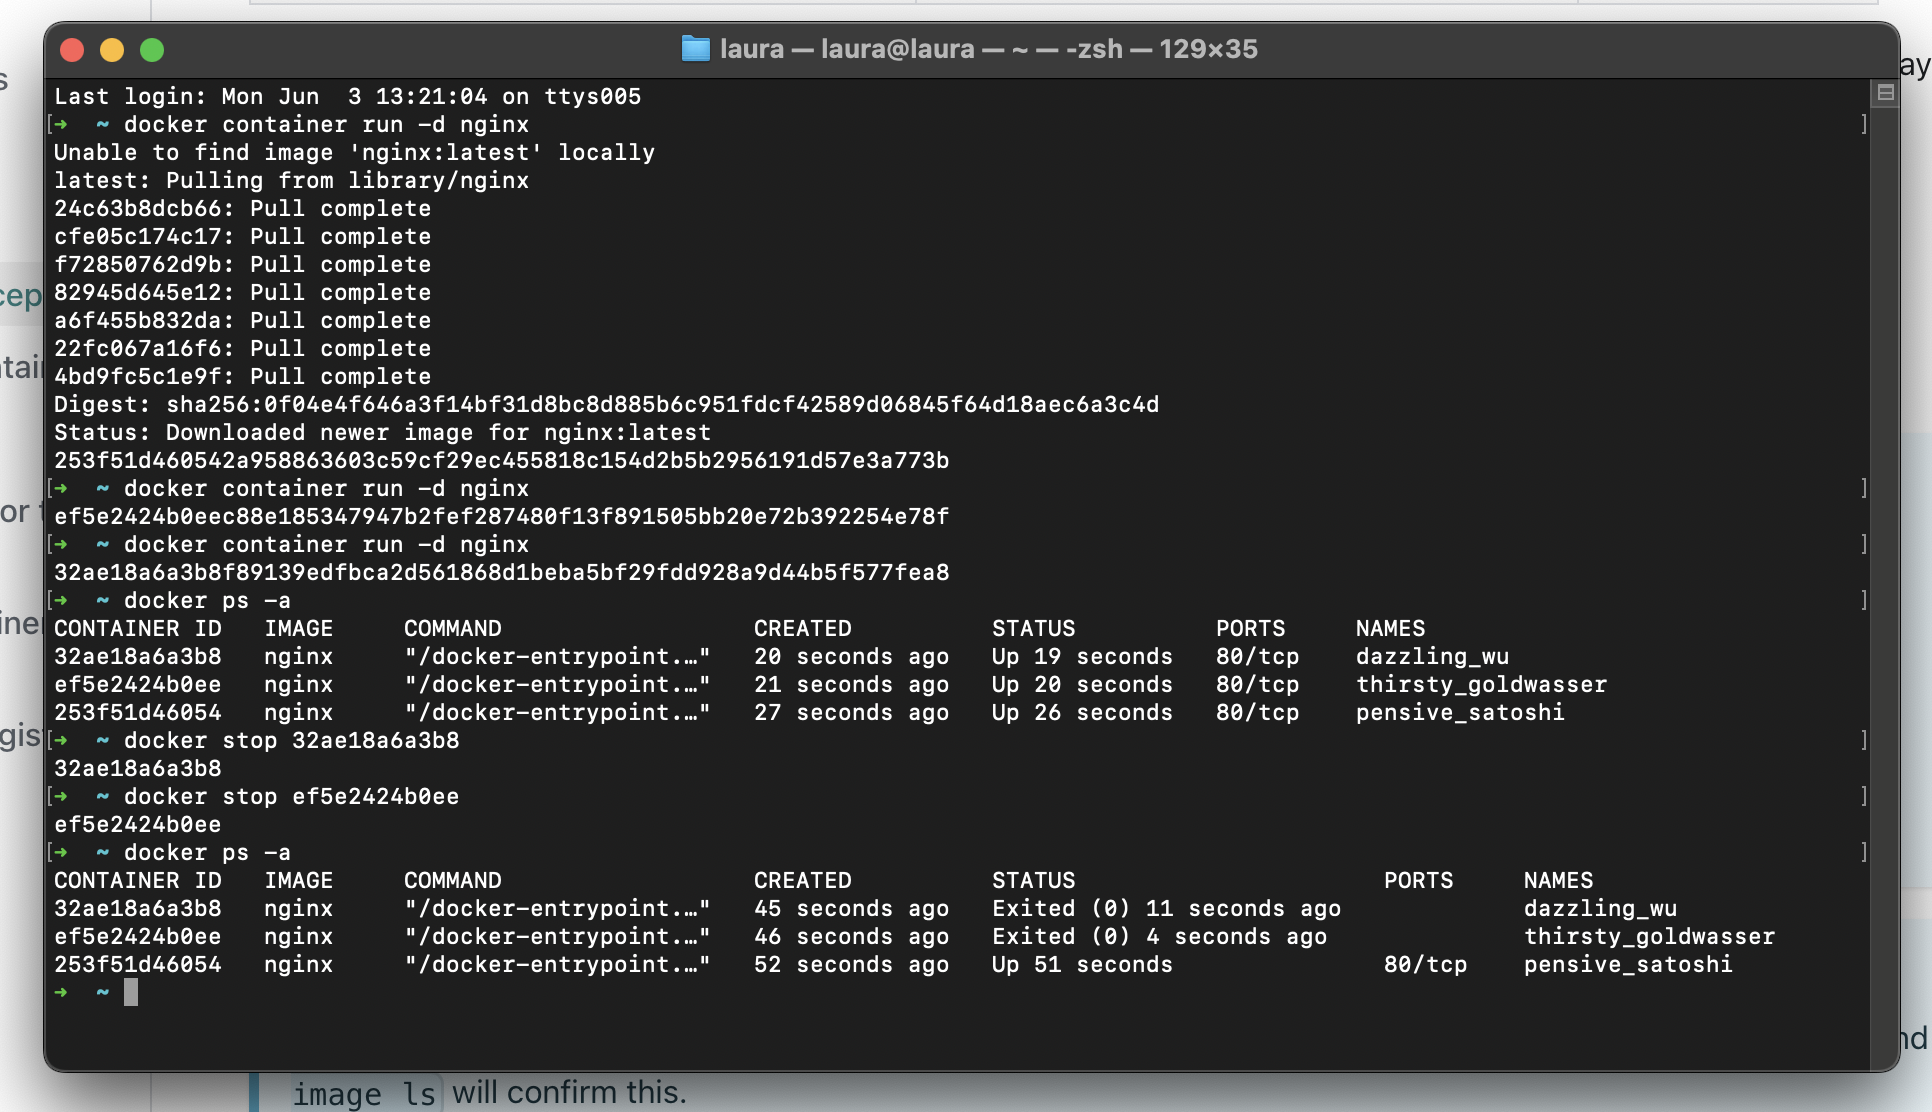 laura — laura@laura — ~ — -zsh — 129×35
Last login: Mon Jun  3 13:21:04 on ttys005
[➜  ~ docker container run -d nginx ]
Unable to find image 'nginx:latest' locally
latest: Pulling from library/nginx
24c63b8dcb66: Pull complete
cfe05c174c17: Pull complete
f72850762d9b: Pull complete
82945d645e12: Pull complete
a6f455b832da: Pull complete
22fc067a16f6: Pull complete
4bd9fc5c1e9f: Pull complete
Digest: sha256:0f04e4f646a3f14bf31d8bc8d885b6c951fdcf42589d06845f64d18aec6a3c4d
Status: Downloaded newer image for nginx:latest
253f51d460542a958863603c59cf29ec455818c154d2b5b2956191d57e3a773b
[➜  ~ docker container run -d nginx ]
ef5e2424b0eec88e185347947b2fef287480f13f891505bb20e72b392254e78f
[➜  ~ docker container run -d nginx ]
32ae18a6a3b8f89139edfbca2d561868d1beba5bf29fdd928a9d44b5f577fea8
[➜  ~ docker ps -a ]
CONTAINER ID   IMAGE     COMMAND                  CREATED          STATUS          PORTS     NAMES
32ae18a6a3b8   nginx     "/docker-entrypoint.…"   20 seconds ago   Up 19 seconds   80/tcp    dazzling_wu
ef5e2424b0ee   nginx     "/docker-entrypoint.…"   21 seconds ago   Up 20 seconds   80/tcp    thirsty_goldwasser
253f51d46054   nginx     "/docker-entrypoint.…"   27 seconds ago   Up 26 seconds   80/tcp    pensive_satoshi
[➜  ~ docker stop 32ae18a6a3b8 ]
32ae18a6a3b8
[➜  ~ docker stop ef5e2424b0ee ]
ef5e2424b0ee
[➜  ~ docker ps -a ]
CONTAINER ID   IMAGE     COMMAND                  CREATED          STATUS                      PORTS     NAMES
32ae18a6a3b8   nginx     "/docker-entrypoint.…"   45 seconds ago   Exited (0) 11 seconds ago             dazzling_wu
ef5e2424b0ee   nginx     "/docker-entrypoint.…"   46 seconds ago   Exited (0) 4 seconds ago              thirsty_goldwasser
253f51d46054   nginx     "/docker-entrypoint.…"   52 seconds ago   Up 51 seconds               80/tcp    pensive_satoshi
➜  ~
image ls will confirm this.